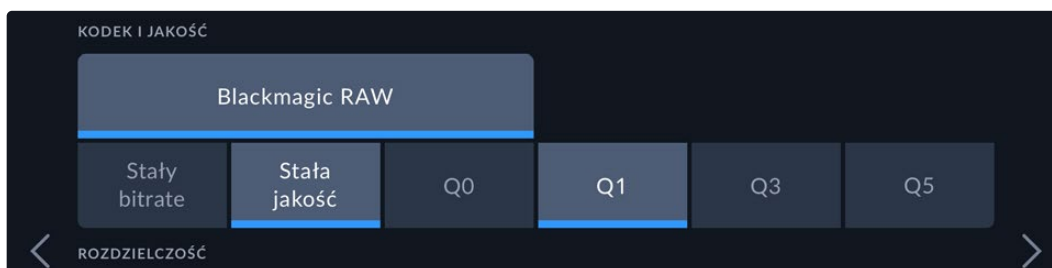 KODEK I JAKOŚĆ
Blackmagic RAW
Stały
bitrate
Stała
jakość
Q0
Q1
Q3
Q5
ROZDZIELCZOŚĆ